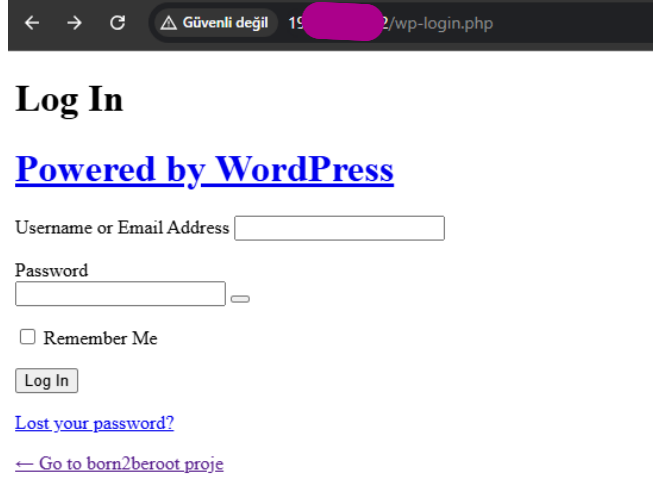 Güvenli değil 19 2/wp-login.php
Log In
Powered by WordPress
Username or Email Address
Password
Remember Me
Log In
Lost your password?
← Go to born2beroot proje